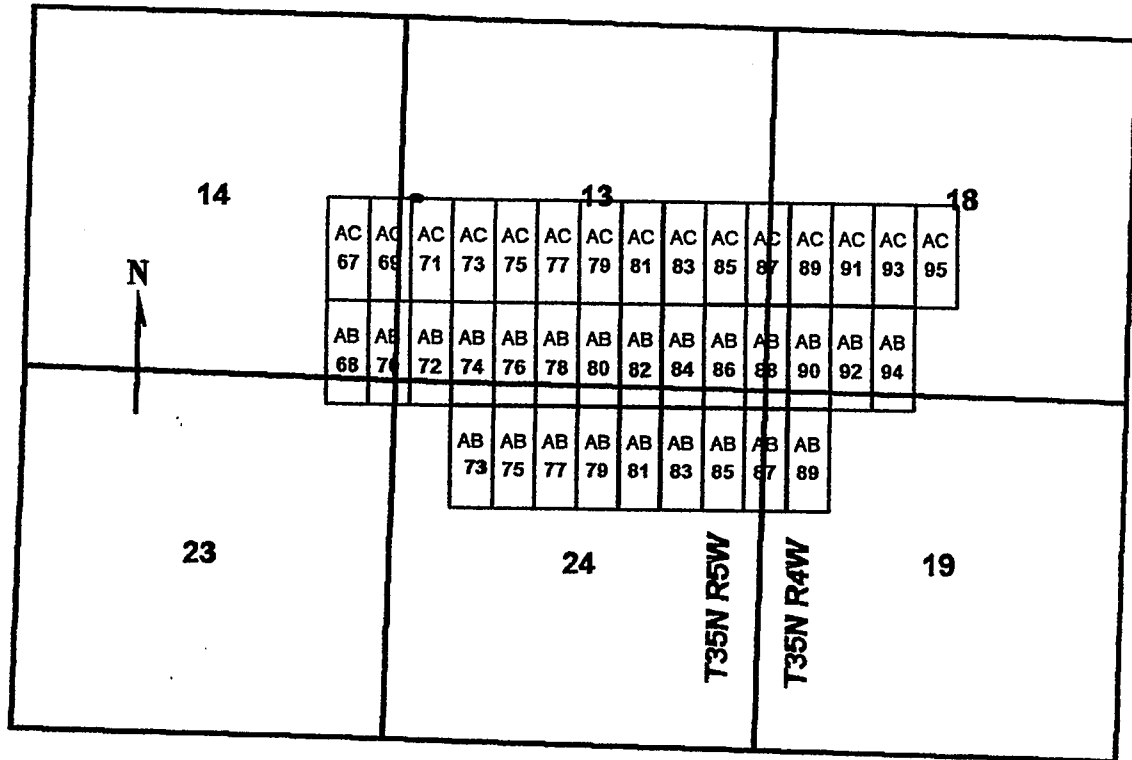 14 13 18
N
AC AC AC AC AC AC AC AC AC AC AC AC AC AC AC
67 69 71 73 75 77 79 81 83 85 87 89 91 93 95
AB AB AB AB AB AB AB AB AB AB AB AB AB AB
68 70 72 74 76 78 80 82 84 86 88 90 92 94
AB AB AB AB AB AB AB AB AB
73 75 77 79 81 83 85 87 89
23 24 19
T35N R5W
T35N R4W